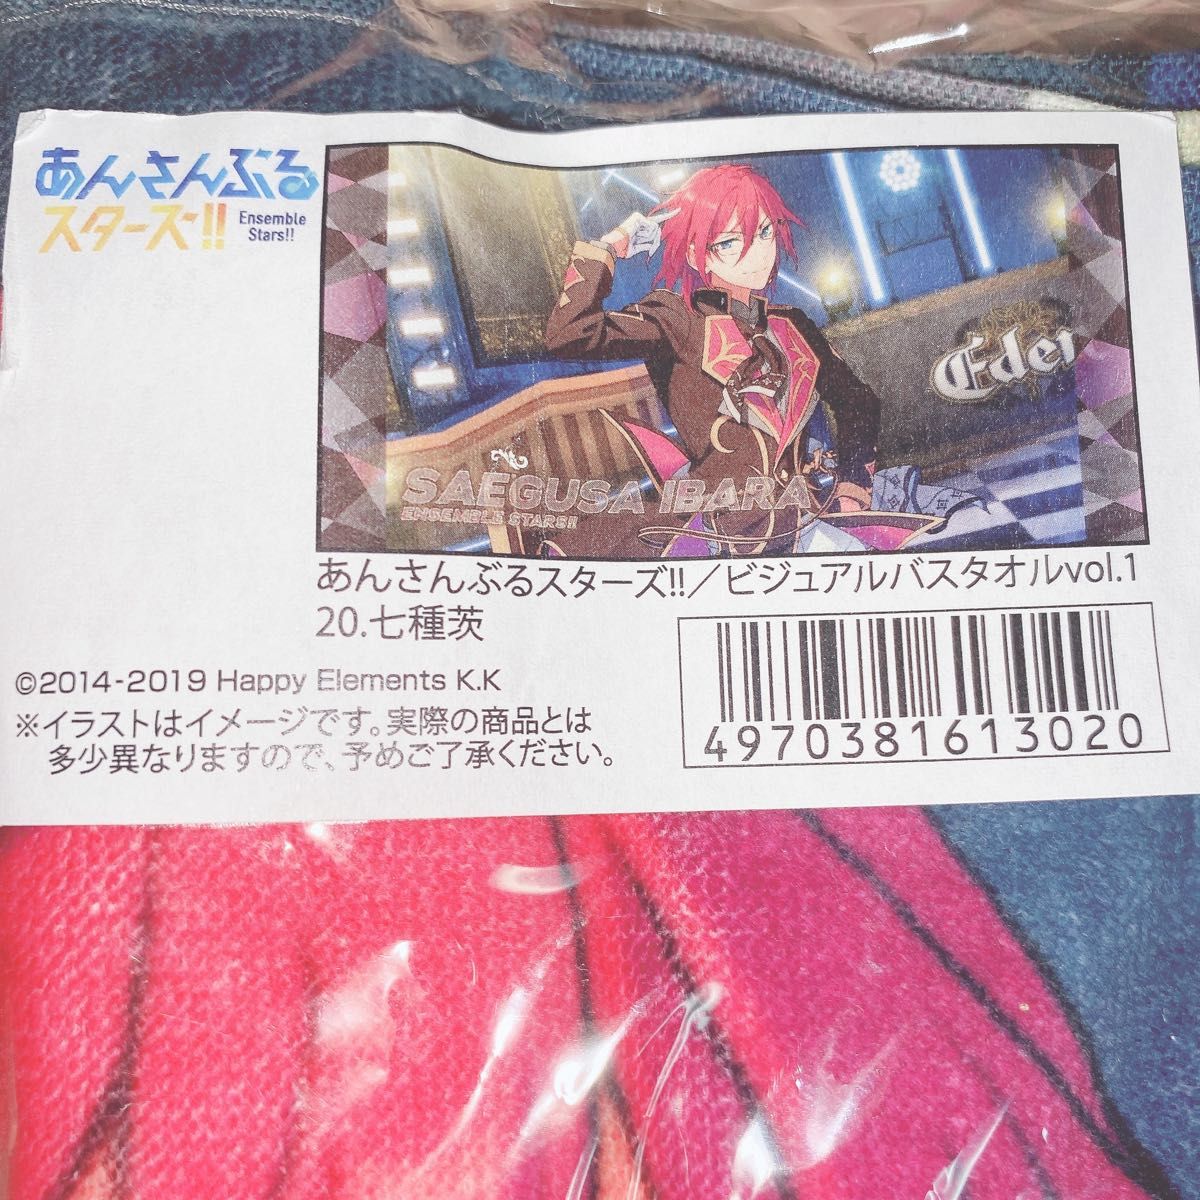 あんさんぶる
スターズ!!
Ensemble
Stars!!
Eden
SAEGUSA IBARA
ENSEMBLE STARS!!
あんさんぶるスターズ!!／ビジュアルバスタオルvol.1
20.七種茨
©2014-2019 Happy Elements K.K
※イラストはイメージです。実際の商品とは
多少異なりますので、予めご了承ください。
4970381613020